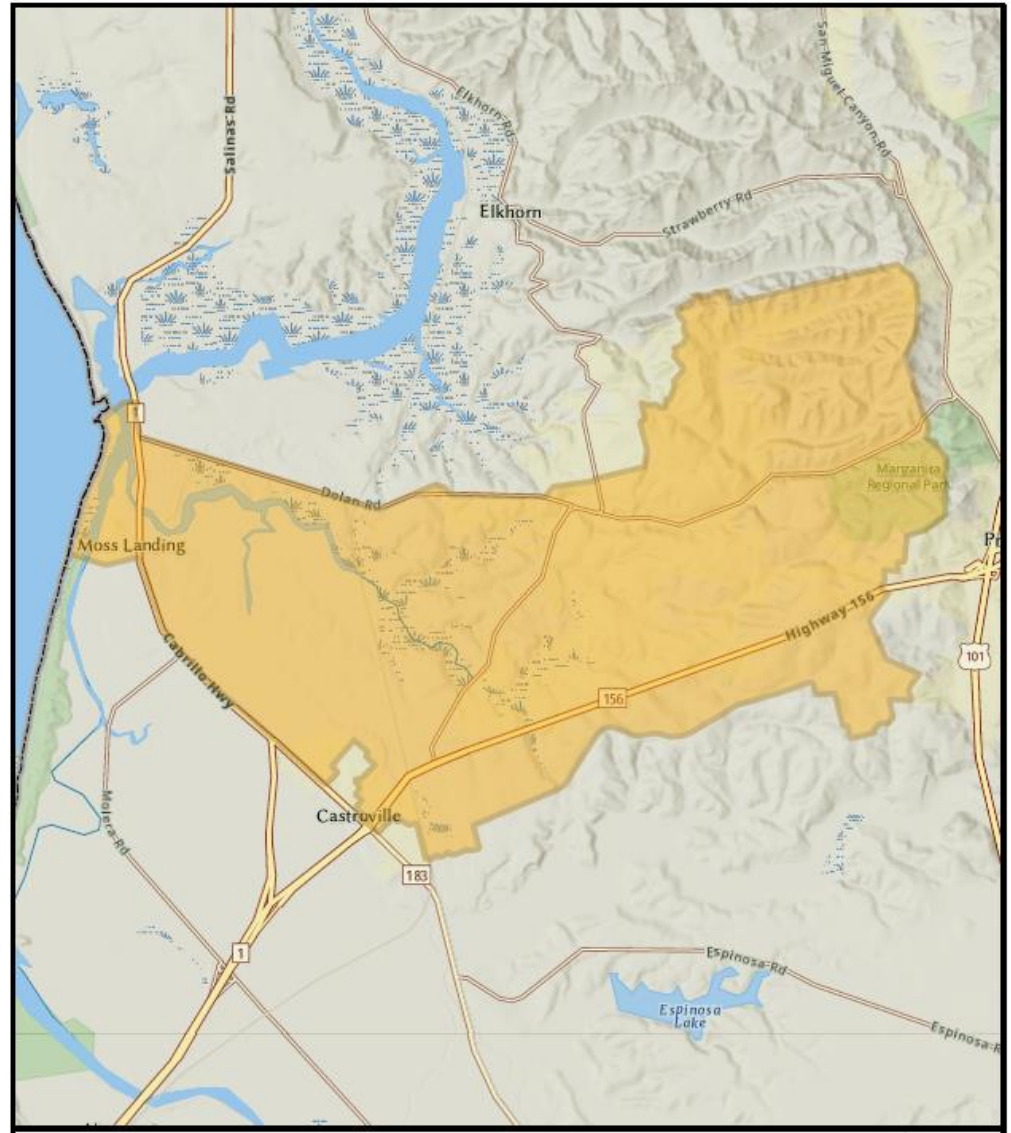 Salinas Rd
San Miguel Canyon Rd
Elkhorn Rd
Elkhorn
Strawberry Rd
1
Manzanita
Regional Park
Dolan Rd
Moss Landing
Highway 156
101
156
Cabrillo Hwy
Molera Rd
Castroville
183
1
Espinosa Rd
Espinosa
Lake
Espinosa R